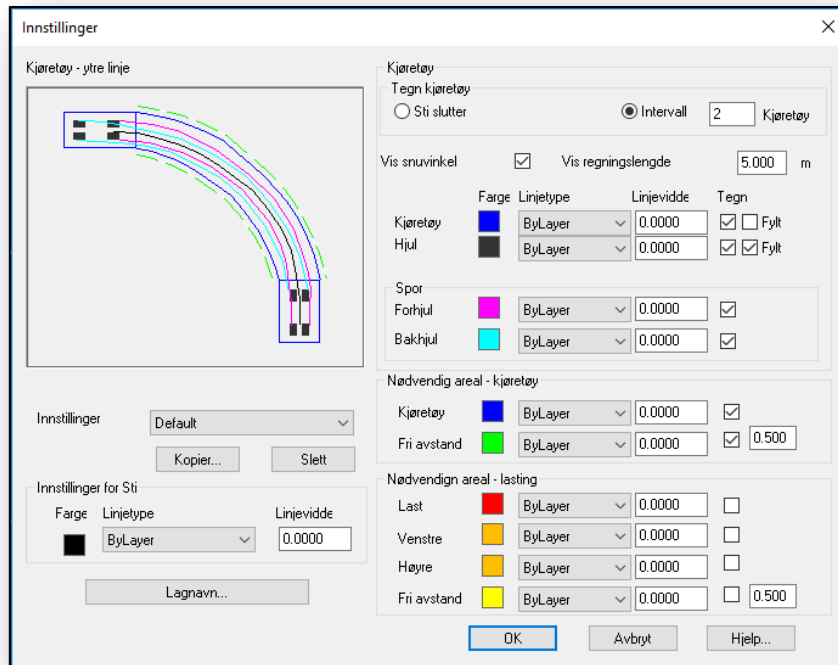 Innstillinger
Kjøretøy - ytre linje
Innstillinger Default
Kopier... Slett
Innstillinger for Sti
Farge Linjetype Linjevidde
ByLayer 0.0000
Lagnavn...
Kjøretøy
Tegn kjøretøy
Sti slutter Intervall 2 Kjøretøy
Vis snuvinkel Vis regningslengde 5.000 m
Farge Linjetype Linjevidde Tegn
Kjøretøy ByLayer 0.0000 Fylt
Hjul ByLayer 0.0000 Fylt
Spor
Forhjul ByLayer 0.0000
Bakhjul ByLayer 0.0000
Nødvendig areal - kjøretøy
Kjøretøy ByLayer 0.0000
Fri avstand ByLayer 0.0000 0.500
Nødvendign areal - lasting
Last ByLayer 0.0000
Venstre ByLayer 0.0000
Høyre ByLayer 0.0000
Fri avstand ByLayer 0.0000 0.500
OK Avbryt Hjelp...